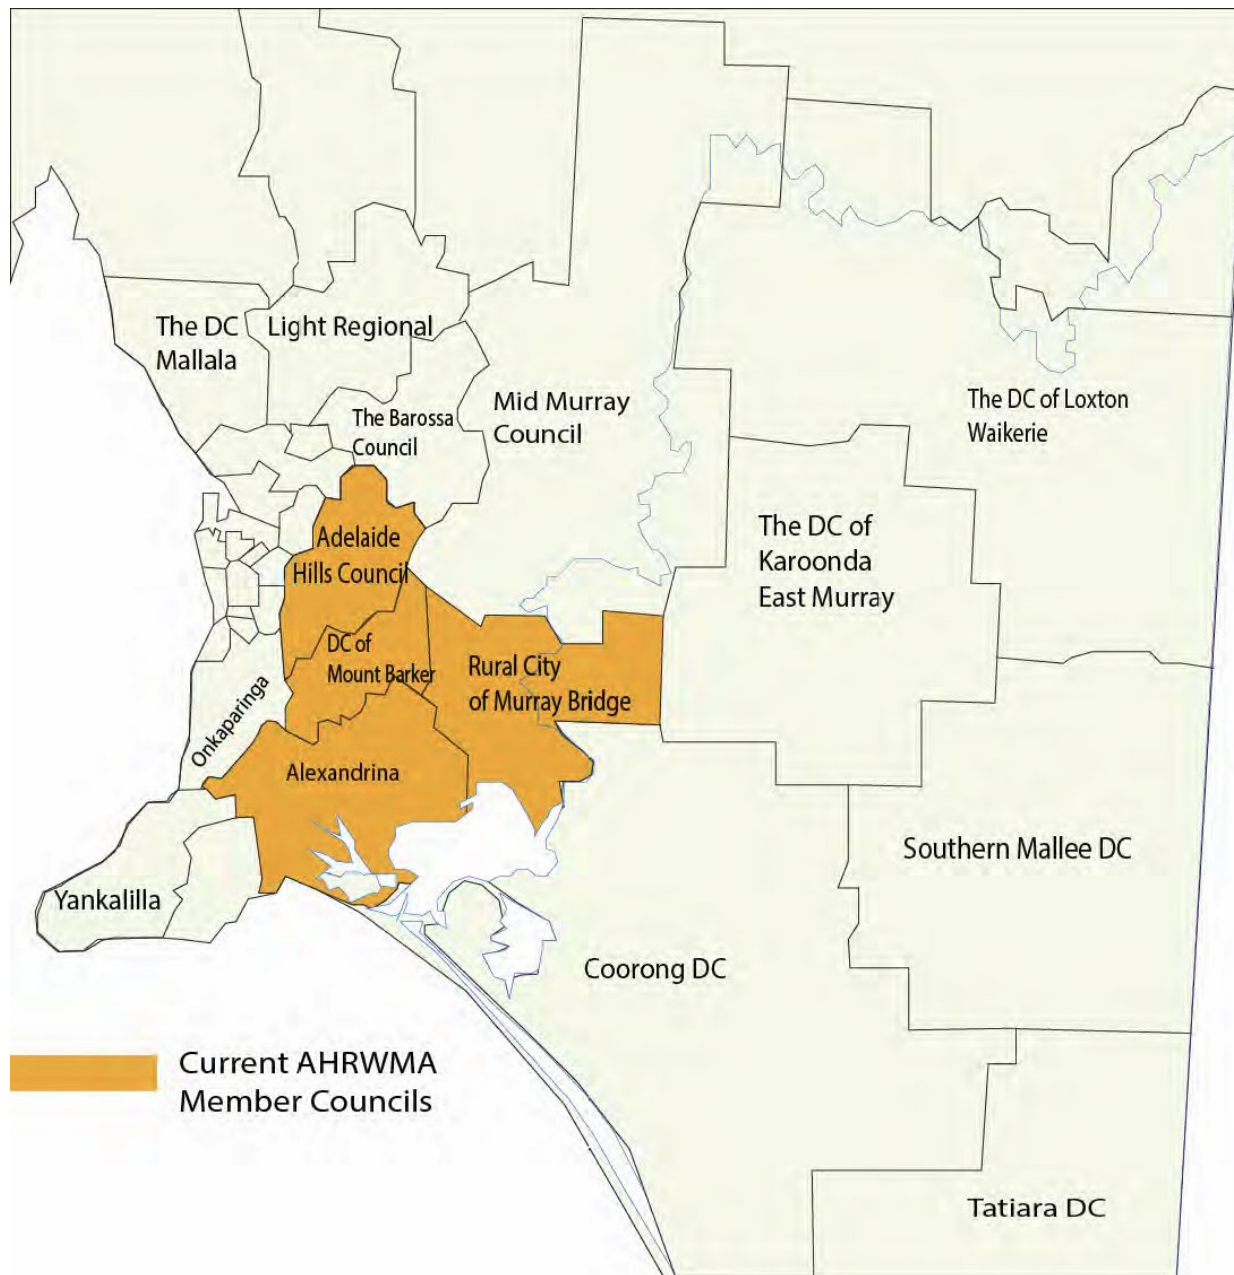 The DC
Mallala
Light Regional
The Barossa
Council
Mid Murray
Council
The DC of Loxton
Waikerie
The DC of
Karoonda
East Murray
Adelaide
Hills Council
DC of
Mount Barker
Rural City
of Murray Bridge
Onkaparinga
Alexandrina
Yankalilla
Southern Mallee DC
Coorong DC
Current AHRWMA
Member Councils
Tatiara DC